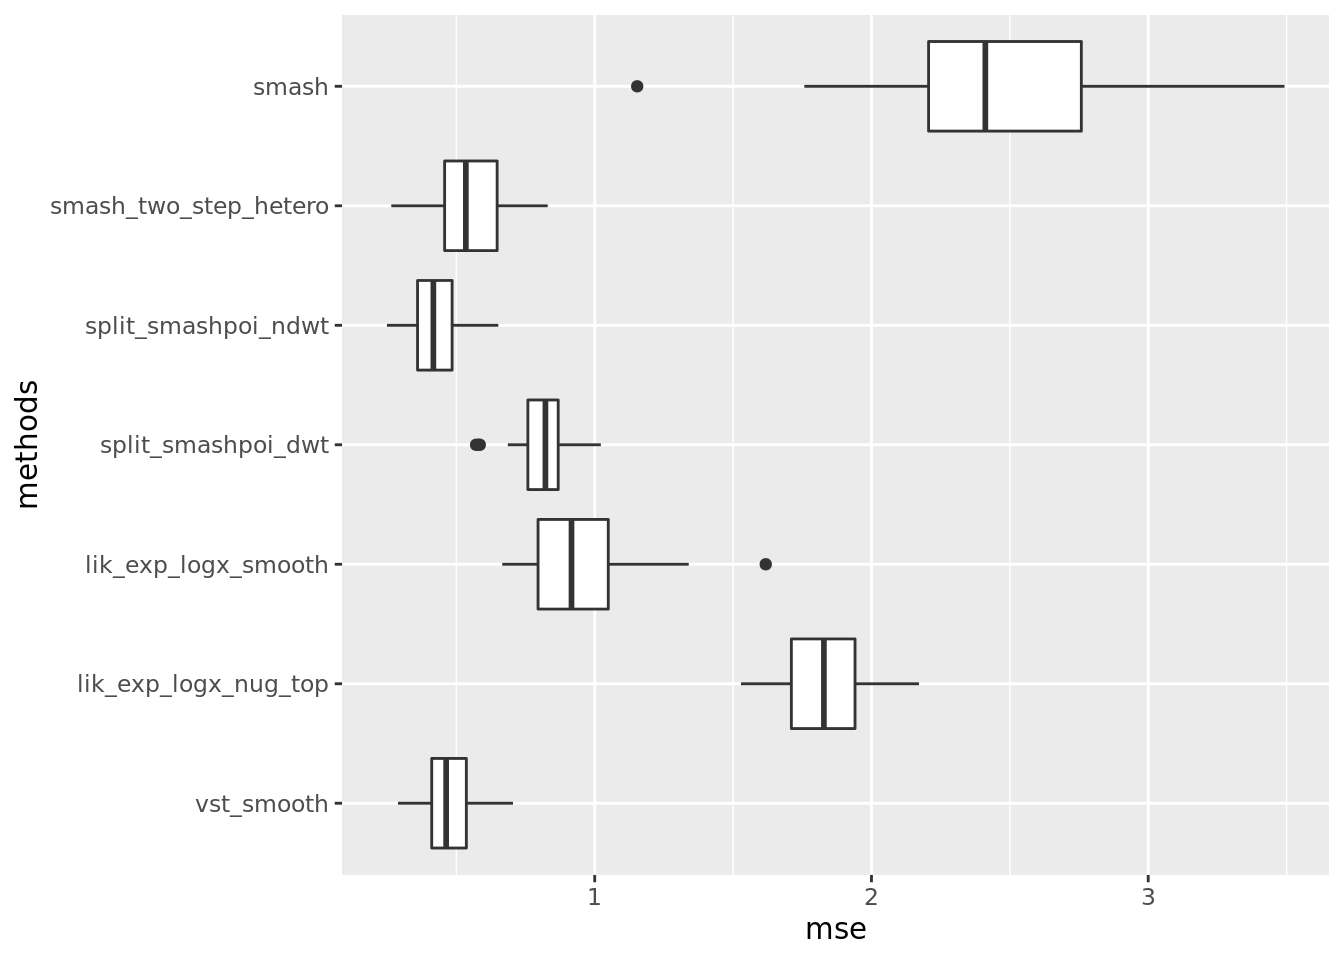 smash
smash_two_step_hetero
split_smashpoi_ndwt
split_smashpoi_dwt
lik_exp_logx_smooth
lik_exp_logx_nug_top
vst_smooth
methods
1 2 3
mse